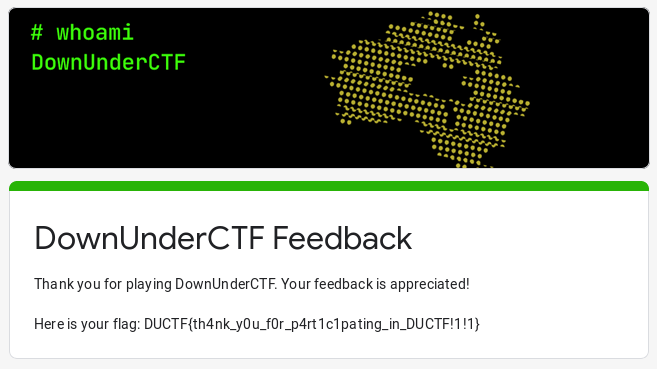 # whoami
DownUnderCTF
DownUnderCTF Feedback
Thank you for playing DownUnderCTF. Your feedback is appreciated!
Here is your flag: DUCTF{th4nk_y0u_f0r_p4rt1c1pating_in_DUCTF!1!1}